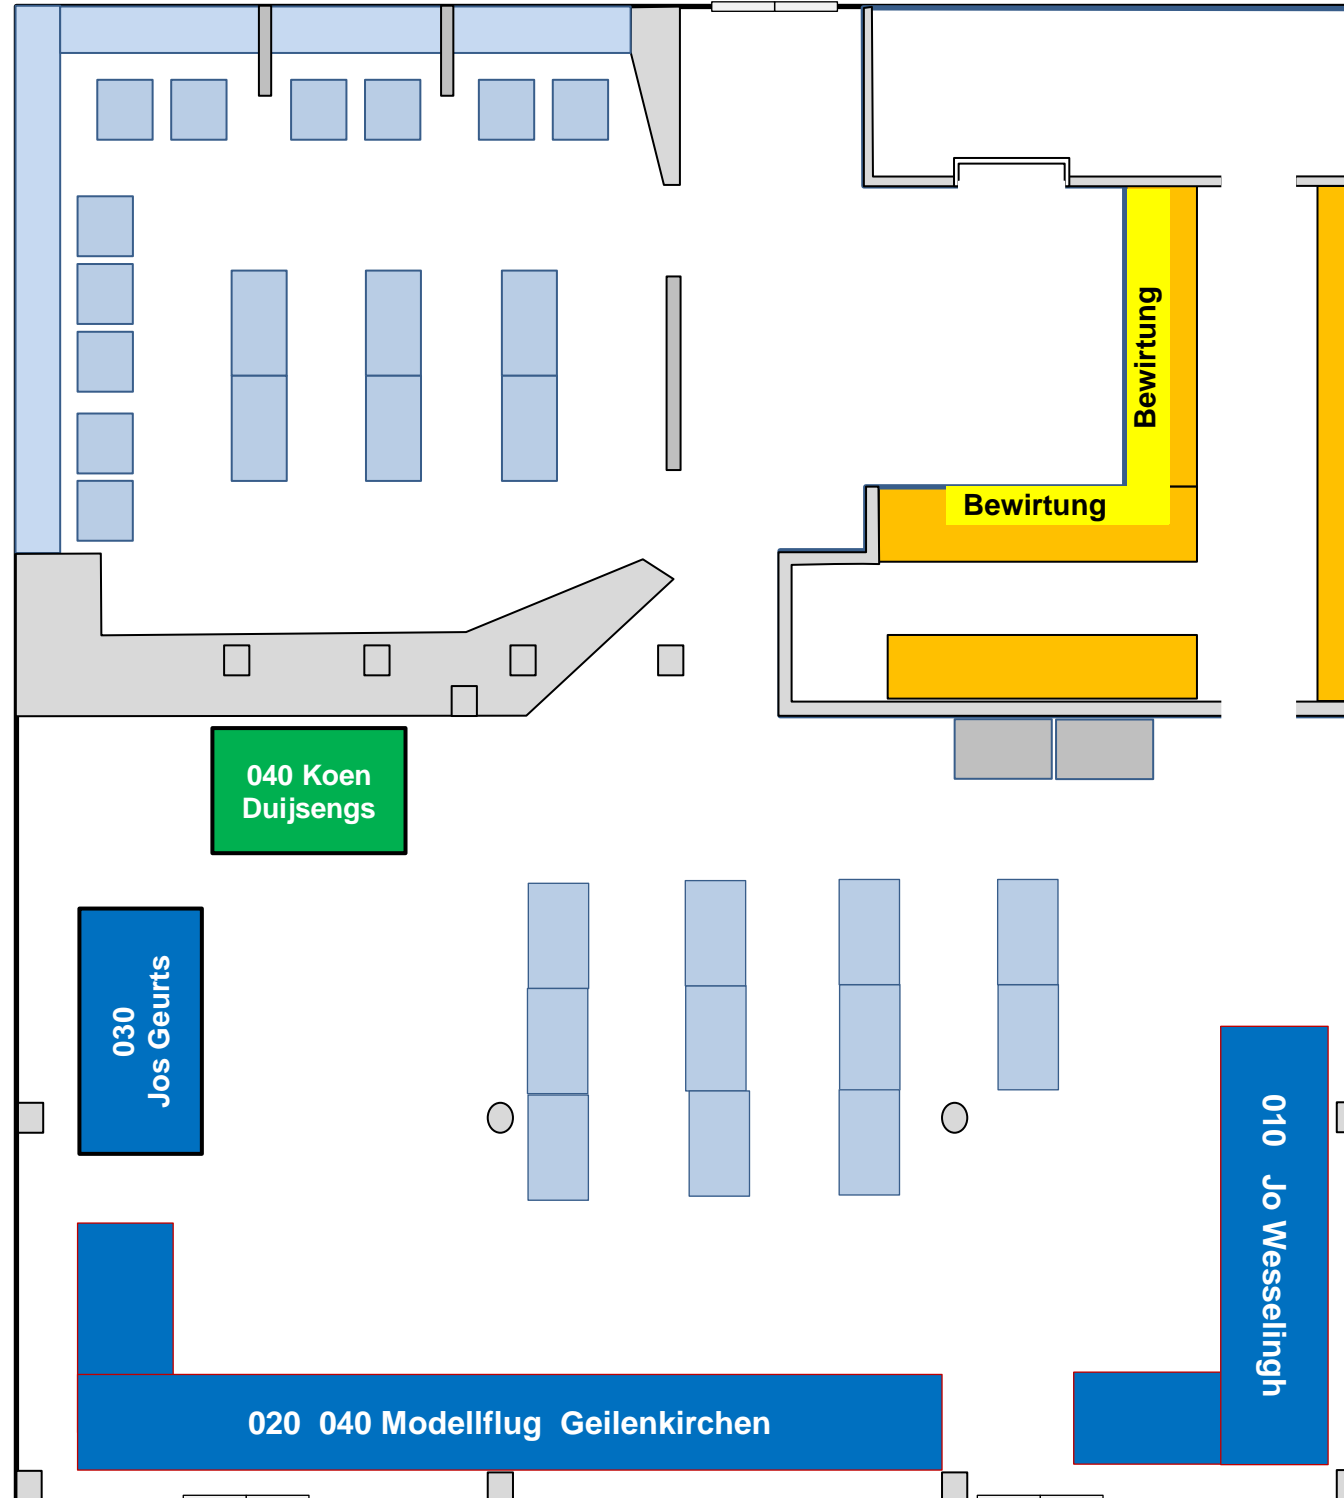 Bewirtung
Bewirtung
040 Koen
Duijsengs
030
Jos Geurts
010 Jo Wesselingh
020 040 Modellflug Geilenkirchen